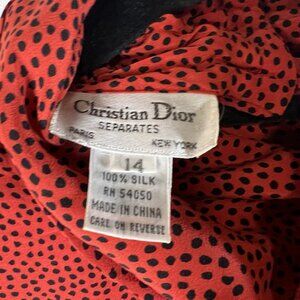 Christian Dior
SEPARATES
PARIS NEW YORK
14
100% SILK
RN 54050
MADE IN CHINA
CARE ON REVERSE